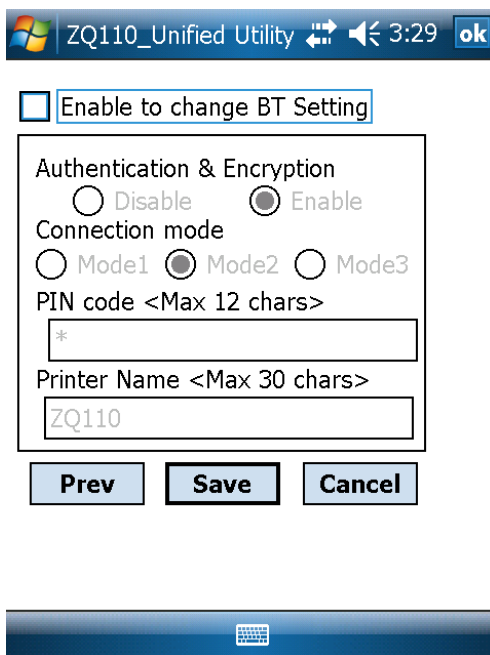 ZQ110_Unified Utility 3:29 ok
Enable to change BT Setting
Authentication & Encryption
Disable Enable
Connection mode
Mode1 Mode2 Mode3
PIN code <Max 12 chars>
*
Printer Name <Max 30 chars>
ZQ110
Prev Save Cancel